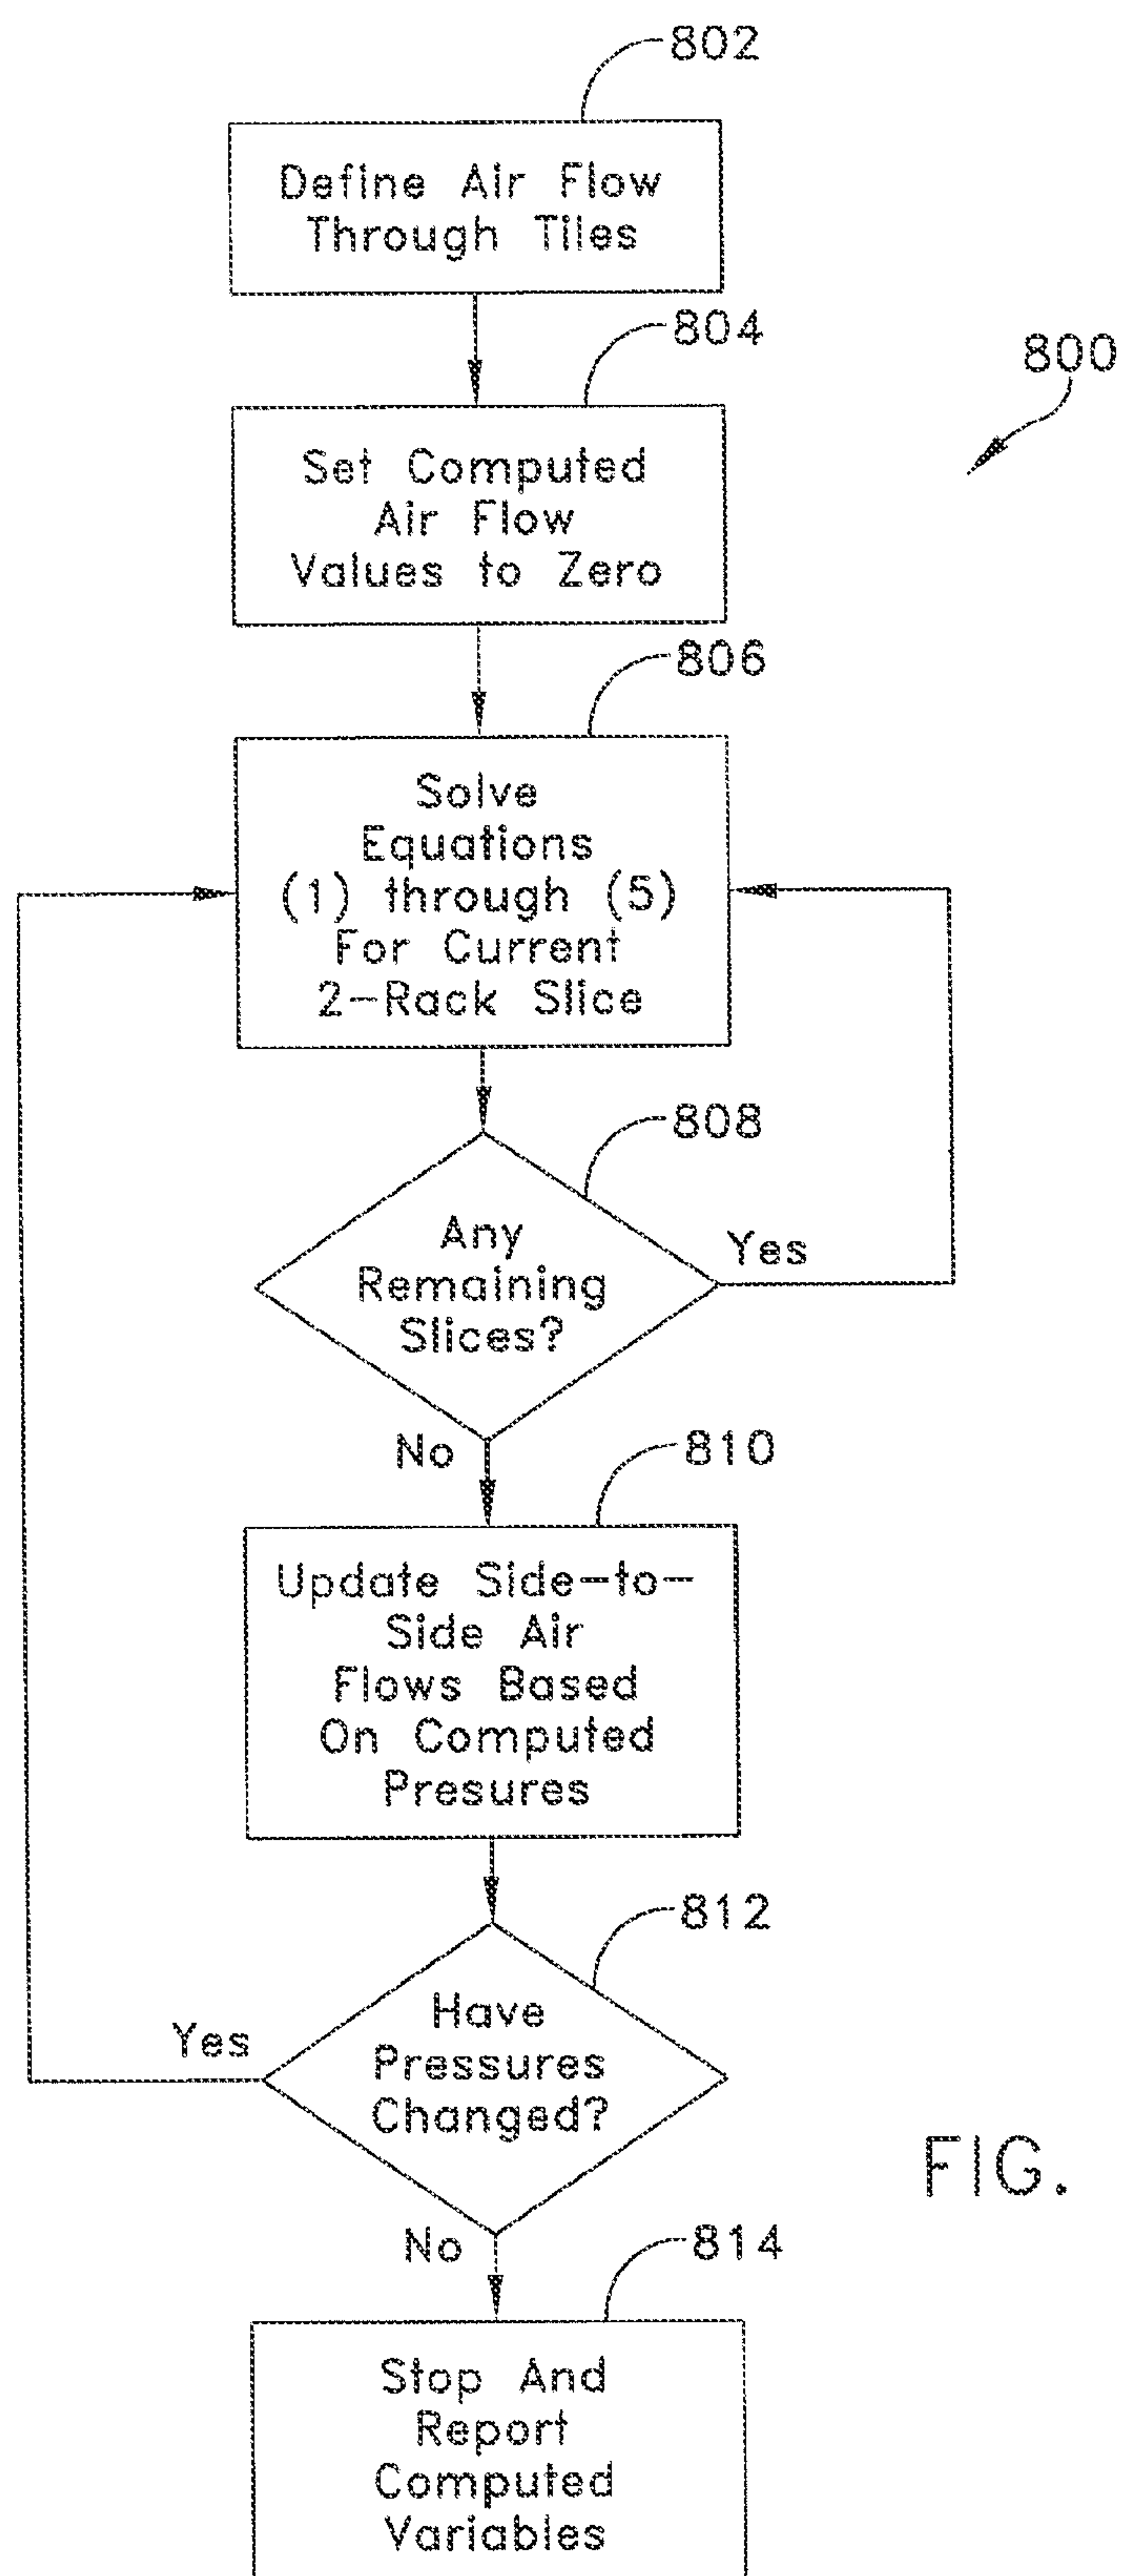 802
Define Air Flow
Through Tiles
804
800
Set Computed
Air Flow
Values to Zero
806
Solve
Equations
(1) through (5)
For Current
2-Rack Slice
808
Any
Remaining
Slices?
Yes
No
810
Update Side-to-
Side Air
Flows Based
On Computed
Presures
812
Have
Pressures
Changed?
Yes
FIG.
No
814
Stop And
Report
Computed
Variables